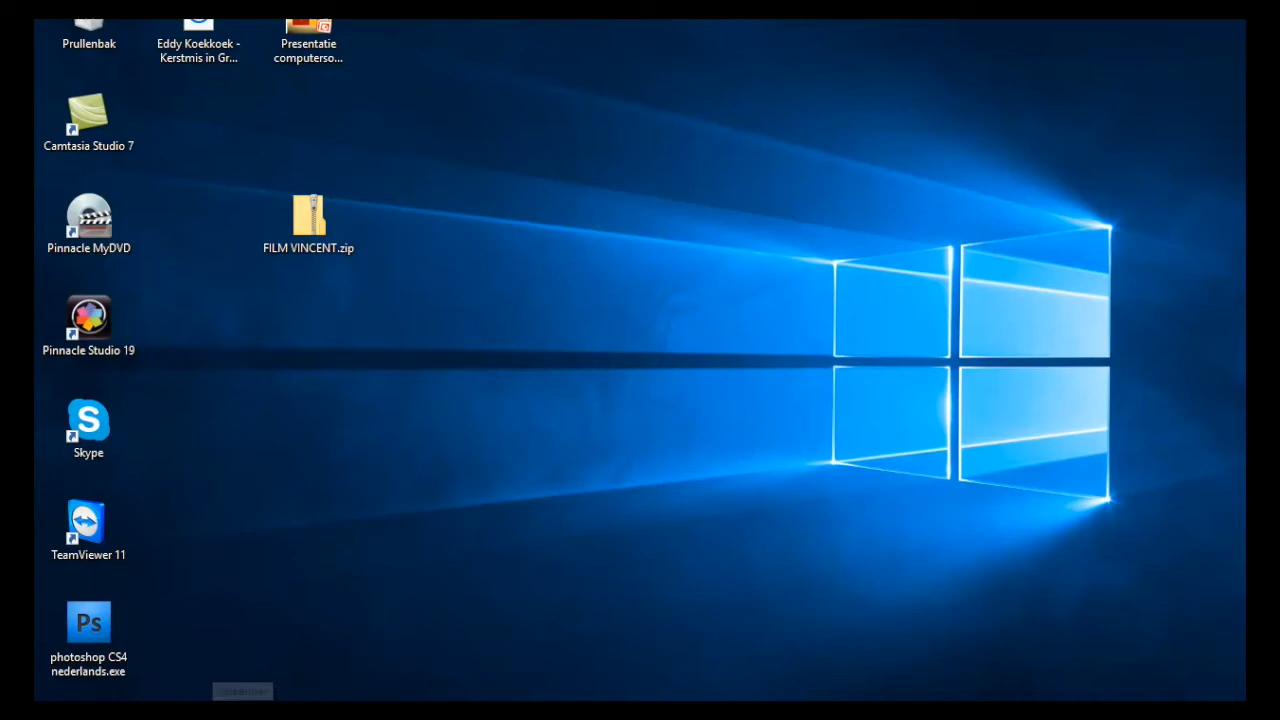 Prullenbak
Eddy Koekkoek -
Kerstmis in Gr...
Presentatie
computerso...
Camtasia Studio 7
Pinnacle MyDVD
FILM VINCENT.zip
Pinnacle Studio 19
S
Skype
TeamViewer 11
Ps
photoshop CS4
nederlands.exe